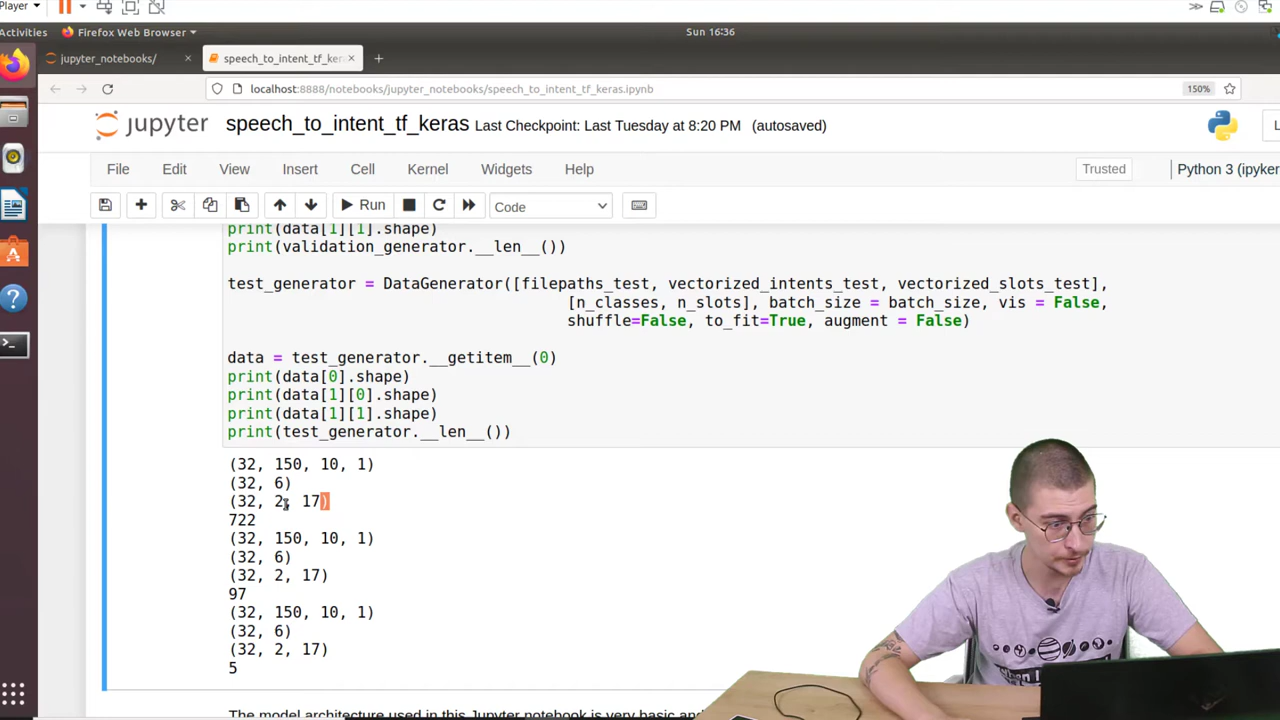 Player
Activities
Firefox Web Browser
Sun 16:36
jupyter_notebooks/
speech_to_intent_tf_kera
localhost:8888/notebooks/jupyter_notebooks/speech_to_intent_tf_keras.ipynb
150%
jupyter
speech_to_intent_tf_keras Last Checkpoint: Last Tuesday at 8:20 PM (autosaved)
File
Edit
View
Insert
Cell
Kernel
Widgets
Help
Trusted
Python 3 (ipyker
Run
Code
print(data[1][1].shape)
print(validation_generator.__len__())
test_generator = DataGenerator([filepaths_test, vectorized_intents_test, vectorized_slots_test],
[n_classes, n_slots], batch_size = batch_size, vis = False,
shuffle=False, to_fit=True, augment = False)
data = test_generator.__getitem__(0)
print(data[0].shape)
print(data[1][0].shape)
print(data[1][1].shape)
print(test_generator.__len__())
(32, 150, 10, 1)
(32, 6)
(32, 2, 17)
722
(32, 150, 10, 1)
(32, 6)
(32, 2, 17)
97
(32, 150, 10, 1)
(32, 6)
(32, 2, 17)
5
The model architecture used in this Jupyter notebook is very basic and